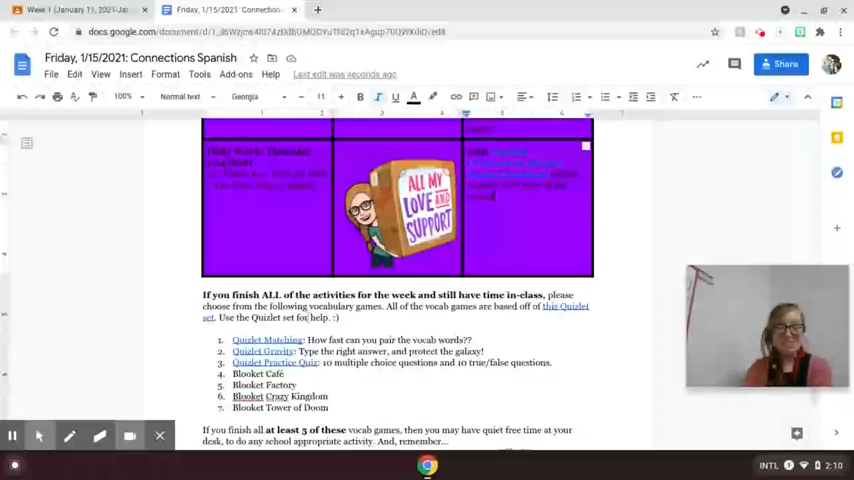 Week 1 (January 1), 2021-Ja
Friday, 1/15/2021: Connections
Friday, 1/15/2021: Connections Spanish
Share
File Edit View Insert Format Tools Add-ons Help Last edit was seconds ago
100% Normal text Georgia 11
Daily Work: Thursday
ALL MY
LOVE AND
SUPPORT
If you finish ALL of the activities for the week and still have time in-class, please
choose from the following vocabulary games. All of the vocab games are based off of this Quizlet
set. Use the Quizlet set for help. :)
1. Quizlet Matching: How fast can you pair the vocab words??
2. Quizlet Gravity: Type the right answer, and protect the galaxy!
3. Quizlet Practice Quiz: 10 multiple choice questions and 10 true/false questions.
4. Blooket Café
5. Blooket Factory
6. Blooket Crazy Kingdom
7. Blooket Tower of Doom
If you finish all at least 5 of these vocab games, then you may have quiet free time at your
desk, to do any school appropriate activity. And, remember...
INTL 2:10